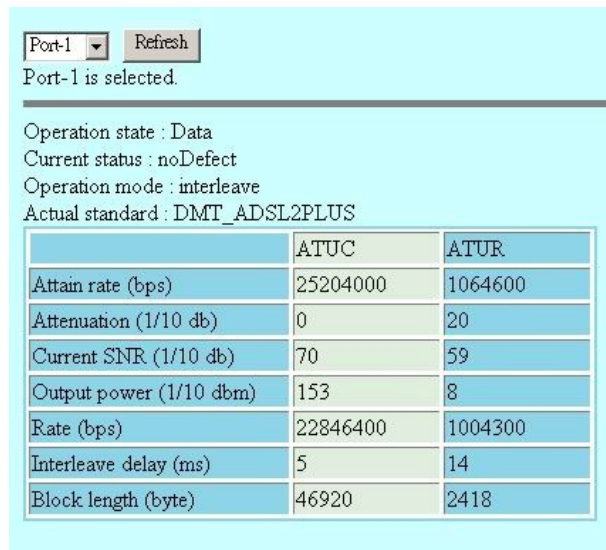 Port-1 Refresh
Port-1 is selected.
Operation state : Data
Current status : noDefect
Operation mode : interleave
Actual standard : DMT_ADSL2PLUS
ATUC ATUR
Attain rate (bps) 25204000 1064600
Attenuation (1/10 db) 0 20
Current SNR (1/10 db) 70 59
Output power (1/10 dbm) 153 8
Rate (bps) 22846400 1004300
Interleave delay (ms) 5 14
Block length (byte) 46920 2418